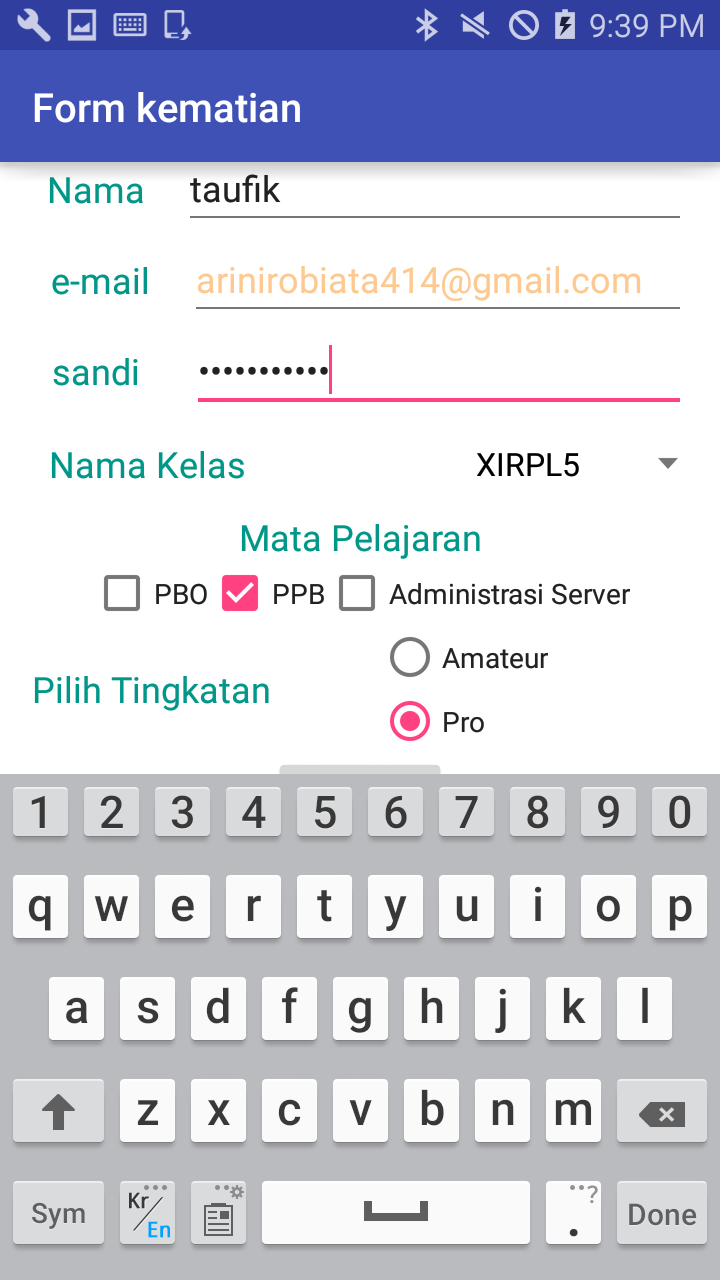 9:39 PM
Form kematian
Nama taufik
e-mail arinirobiata414@gmail.com
sandi •••••••••••
Nama Kelas XIRPL5
Mata Pelajaran
PBO PPB Administrasi Server
Amateur
Pilih Tingkatan
Pro
1 2 3 4 5 6 7 8 9 0
q w e r t y u i o p
a s d f g h j k l
z x c v b n m
Sym Kr/En . ? Done